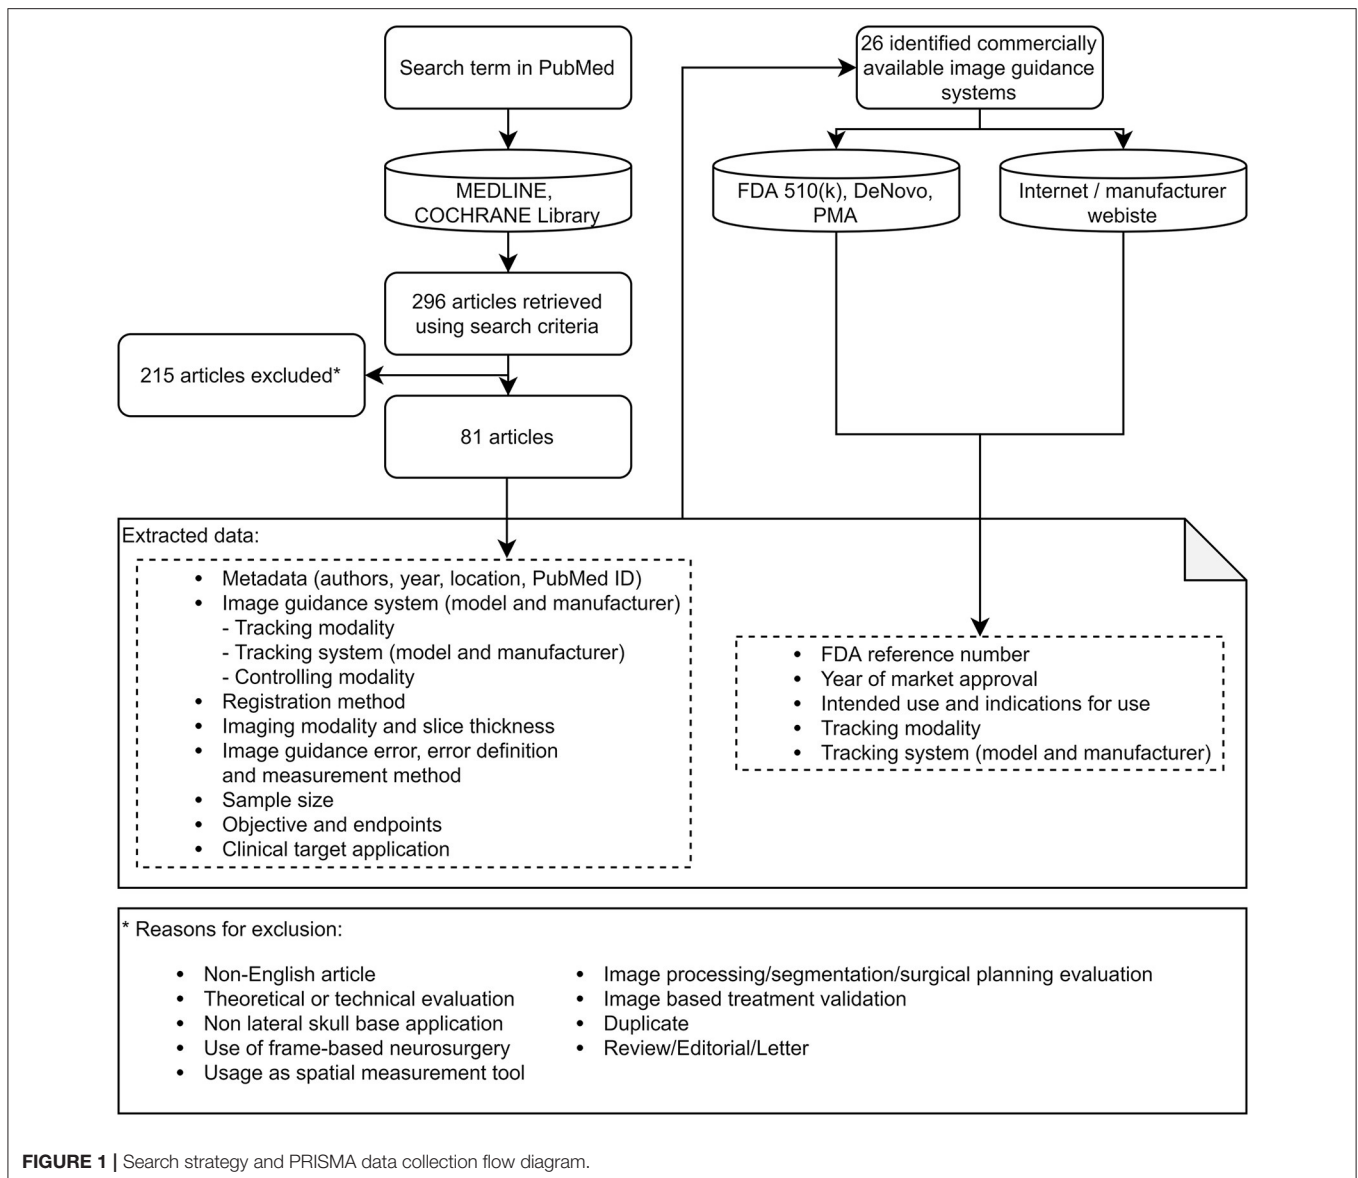 Search term in PubMed
MEDLINE,
COCHRANE Library
296 articles retrieved
using search criteria
215 articles excluded*
81 articles
26 identified commercially
available image guidance
systems
FDA 510(k), DeNovo,
PMA
Internet / manufacturer
webiste
Extracted data:
• Metadata (authors, year, location, PubMed ID)
• Image guidance system (model and manufacturer)
- Tracking modality
- Tracking system (model and manufacturer)
- Controlling modality
• Registration method
• Imaging modality and slice thickness
• Image guidance error, error definition
and measurement method
• Sample size
• Objective and endpoints
• Clinical target application
• FDA reference number
• Year of market approval
• Intended use and indications for use
• Tracking modality
• Tracking system (model and manufacturer)
* Reasons for exclusion:
• Non-English article
• Theoretical or technical evaluation
• Non lateral skull base application
• Use of frame-based neurosurgery
• Usage as spatial measurement tool
• Image processing/segmentation/surgical planning evaluation
• Image based treatment validation
• Duplicate
• Review/Editorial/Letter
FIGURE 1 | Search strategy and PRISMA data collection flow diagram.